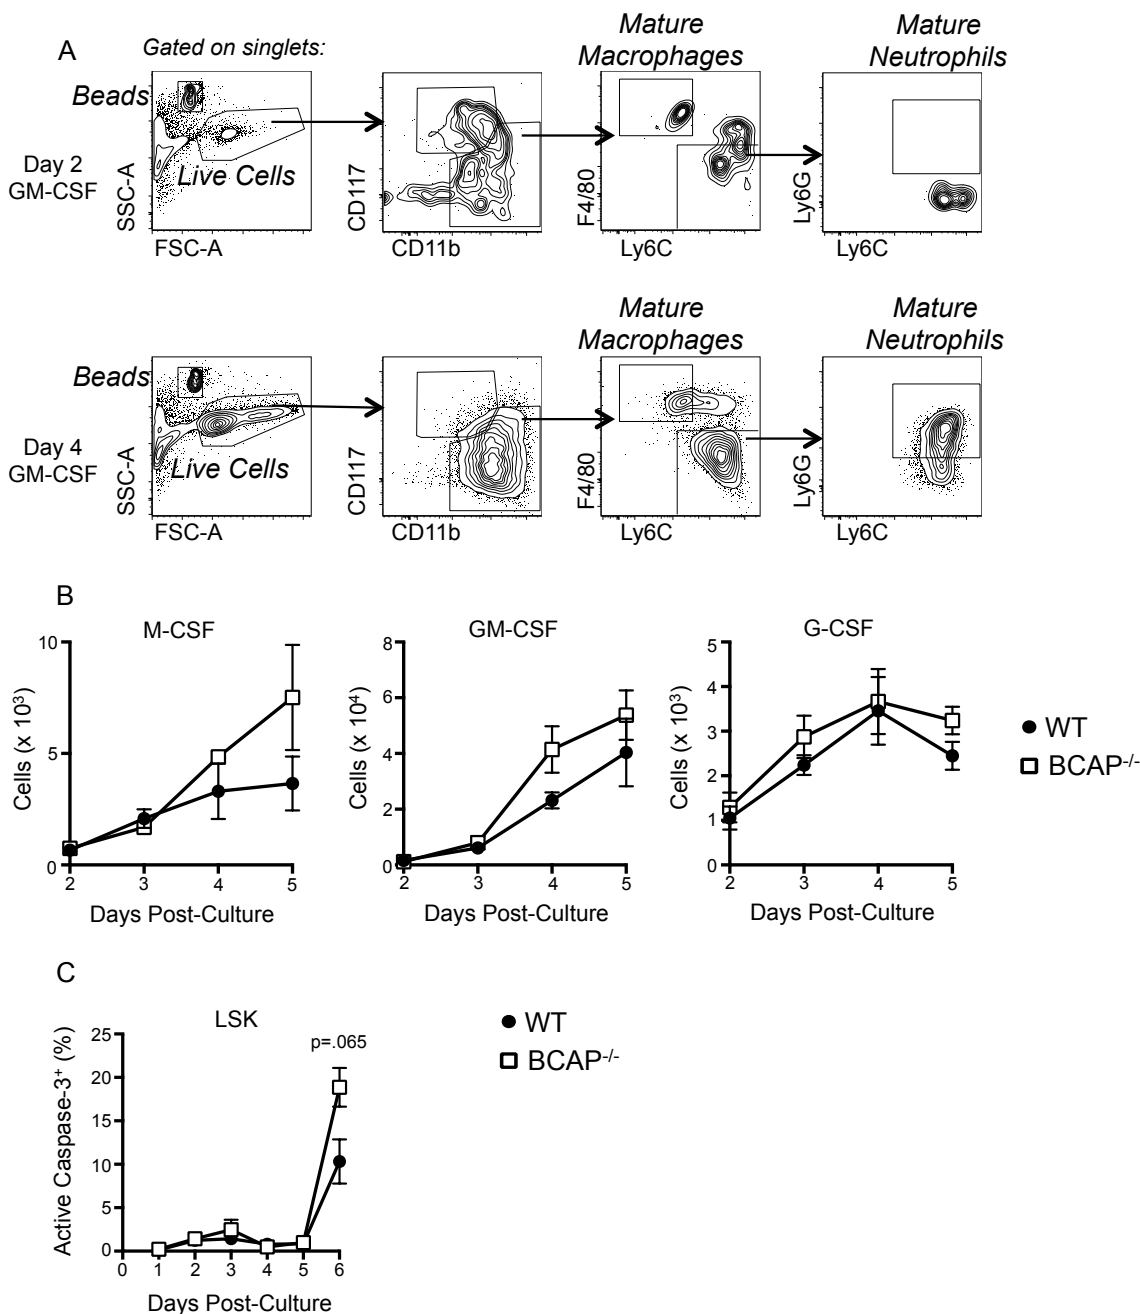 A
Gated on singlets:
Mature
Macrophages
Mature
Neutrophils
Beads
Day 2
GM-CSF
Live Cells
SSC-A
FSC-A
CD117
CD11b
F4/80
Ly6C
Ly6G
Ly6C
Mature
Macrophages
Mature
Neutrophils
Beads
Day 4
GM-CSF
Live Cells
SSC-A
FSC-A
CD117
CD11b
F4/80
Ly6C
Ly6G
Ly6C
B
M-CSF
Cells (x 10³)
10
5
0
2 3 4 5
Days Post-Culture
GM-CSF
Cells (x 10⁴)
8
6
4
2
0
2 3 4 5
Days Post-Culture
G-CSF
Cells (x 10³)
5
4
3
2
1
0
2 3 4 5
Days Post-Culture
WT
BCAP⁻/⁻
C
LSK
Active Caspase-3⁺ (%)
25
20
15
10
5
0
0 1 2 3 4 5 6
Days Post-Culture
p=.065
WT
BCAP⁻/⁻